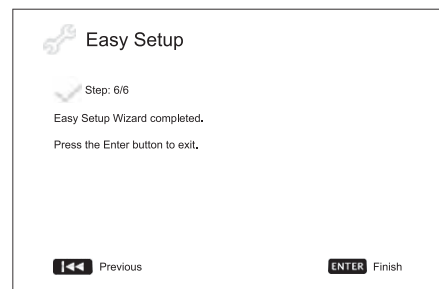 Easy Setup
Step: 6/6
Easy Setup Wizard completed.
Press the Enter button to exit.
Previous
ENTER Finish